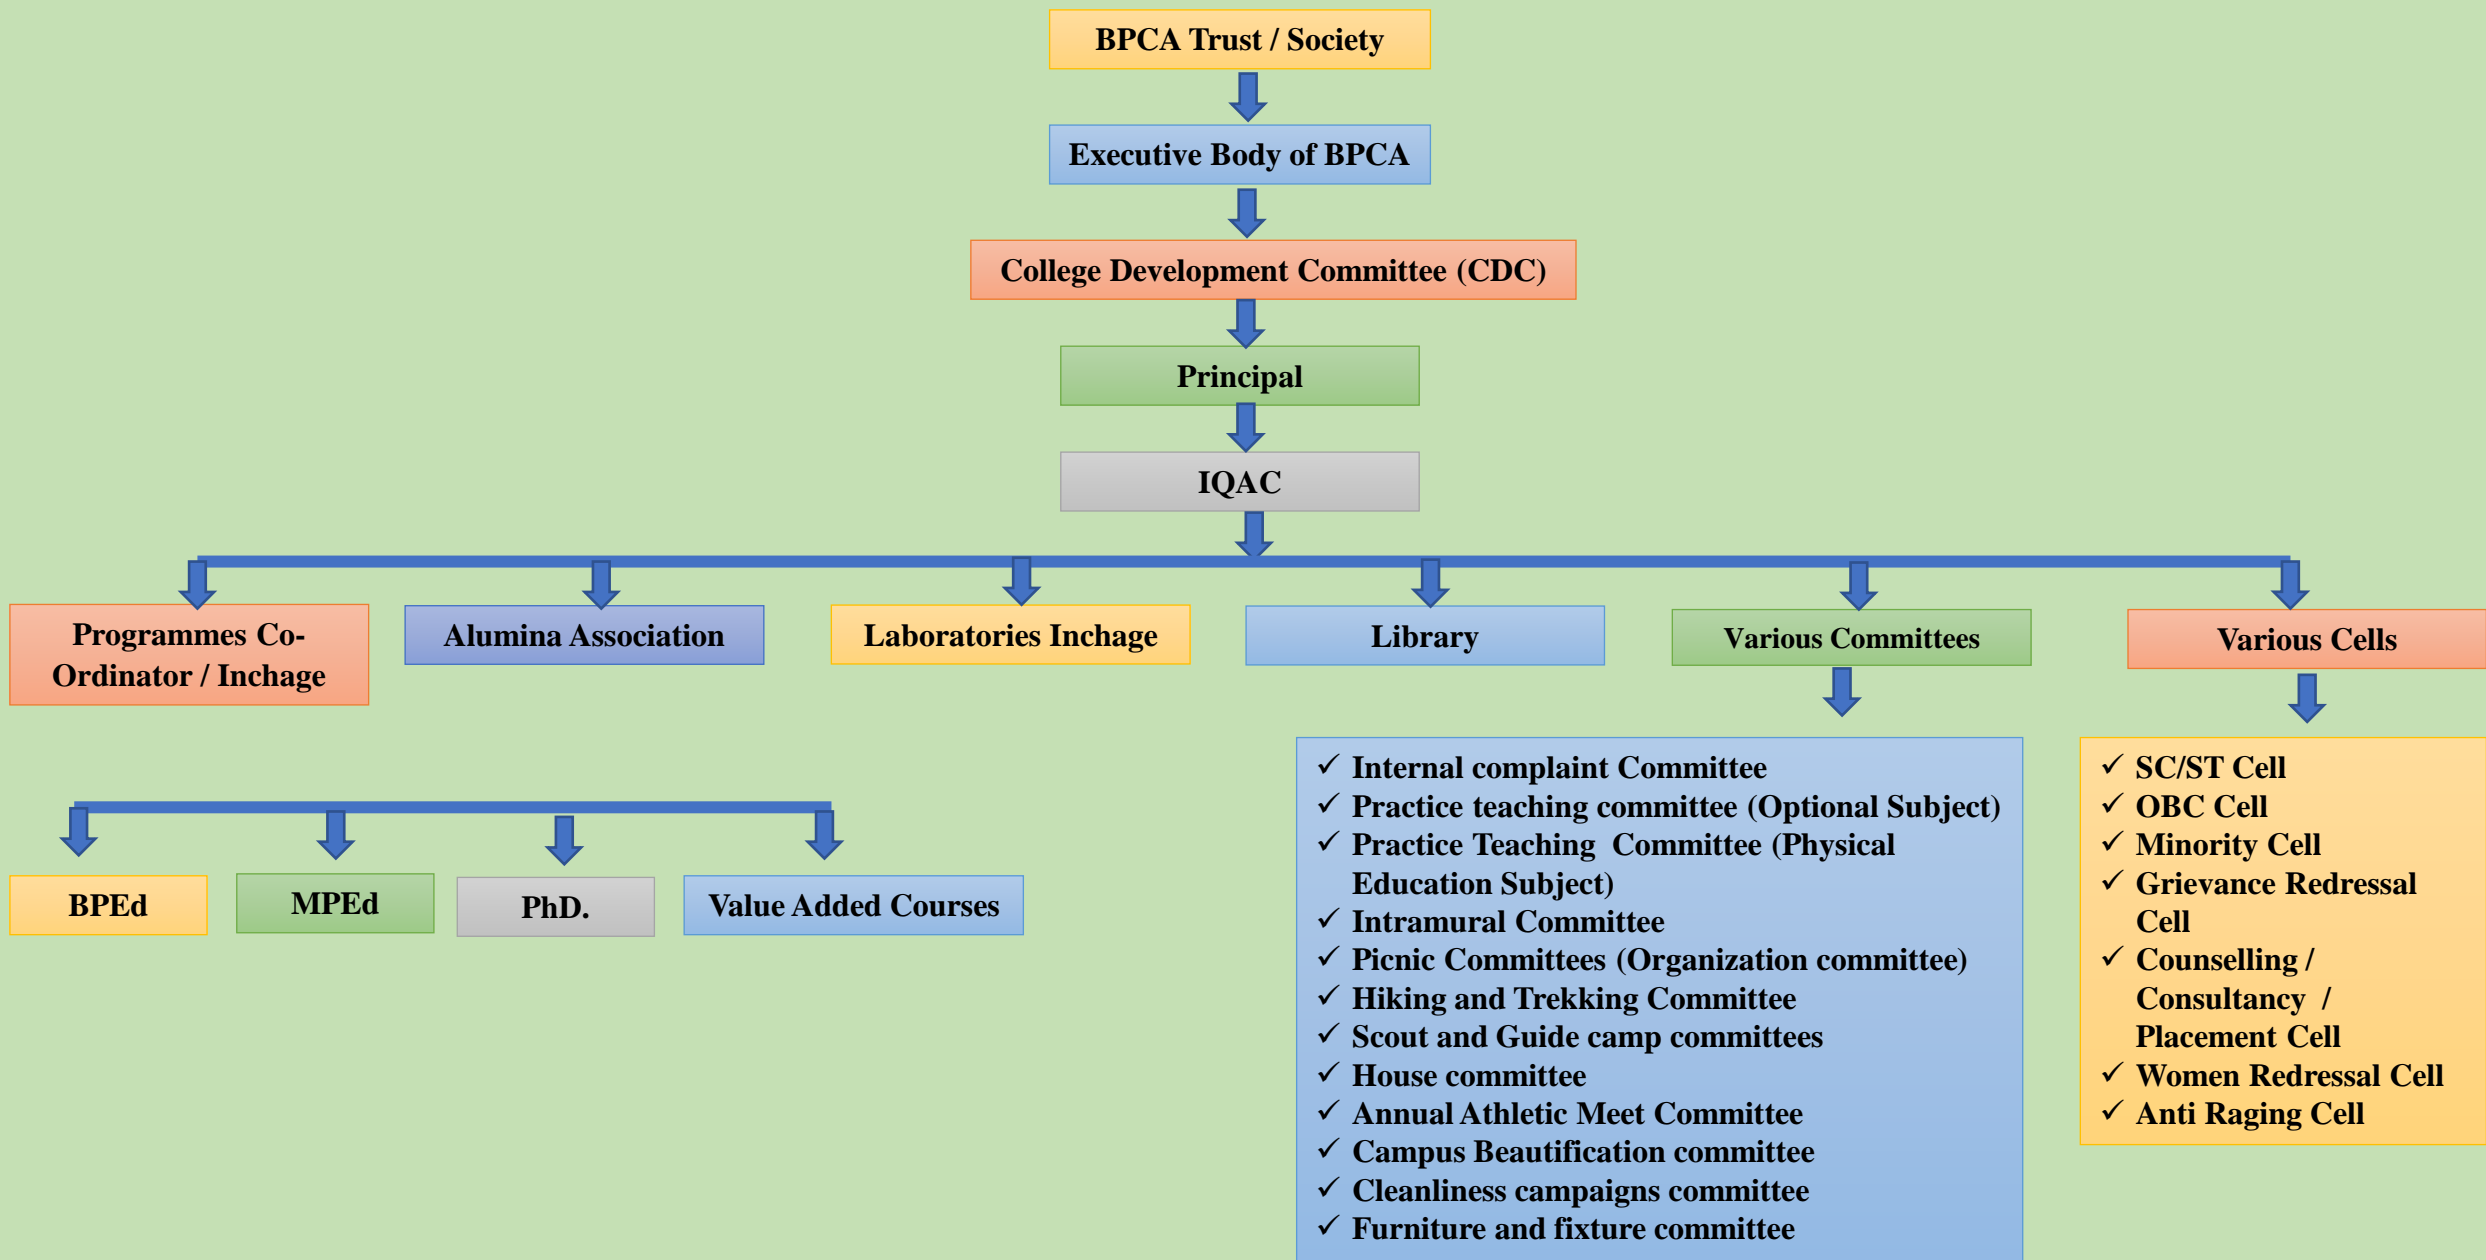 BPCA Trust / Society
Executive Body of BPCA
College Development Committee (CDC)
Principal
IQAC
Programmes Co-
Ordinator / Inchage
Alumina Association
Laboratories Inchage
Library
Various Committees
Various Cells
BPEd
MPEd
PhD.
Value Added Courses
✓ Internal complaint Committee
✓ Practice teaching committee (Optional Subject)
✓ Practice Teaching Committee (Physical
Education Subject)
✓ Intramural Committee
✓ Picnic Committees (Organization committee)
✓ Hiking and Trekking Committee
✓ Scout and Guide camp committees
✓ House committee
✓ Annual Athletic Meet Committee
✓ Campus Beautification committee
✓ Cleanliness campaigns committee
✓ Furniture and fixture committee
✓ SC/ST Cell
✓ OBC Cell
✓ Minority Cell
✓ Grievance Redressal
Cell
✓ Counselling /
Consultancy /
Placement Cell
✓ Women Redressal Cell
✓ Anti Raging Cell